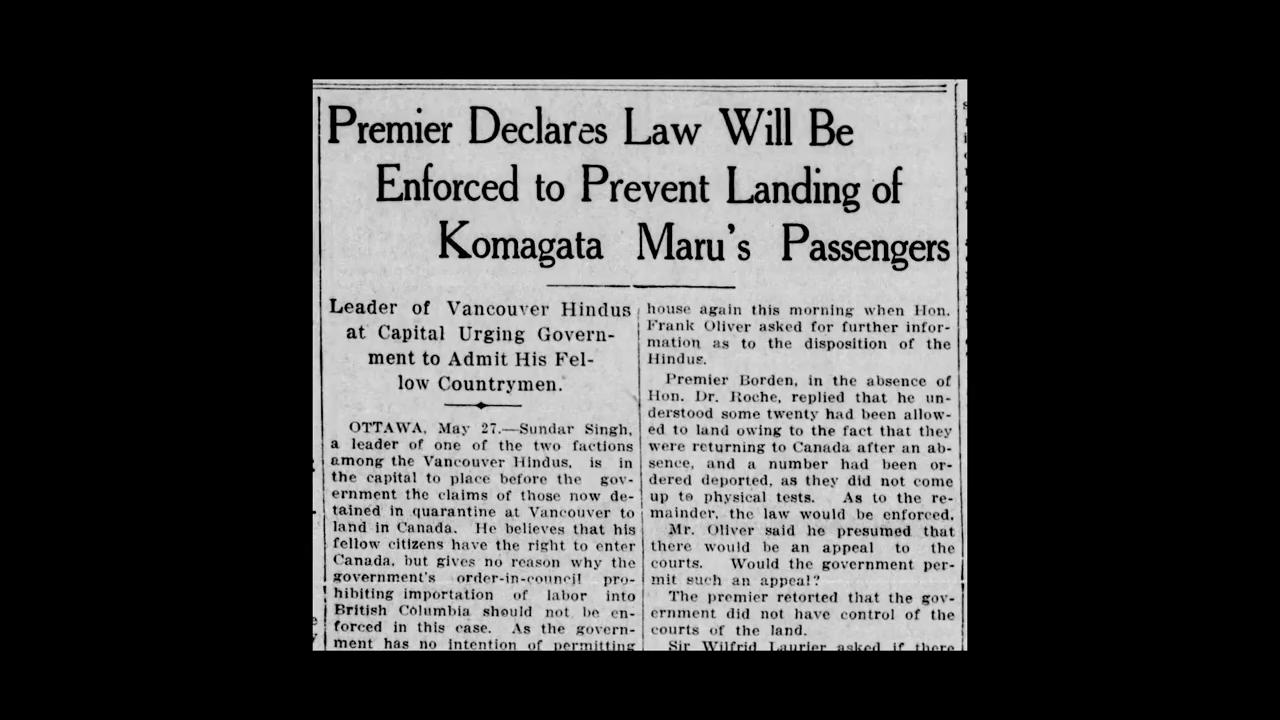 Premier Declares Law Will Be
Enforced to Prevent Landing of
Komagata Maru's Passengers
Leader of Vancouver Hindus
at Capital Urging Govern-
ment to Admit His Fel-
low Countrymen.
OTTAWA, May 27.—Sundar Singh,
a leader of one of the two factions
among the Vancouver Hindus, is in
the capital to place before the gov-
ernment the claims of those now de-
tained in quarantine at Vancouver to
land in Canada. He believes that his
fellow citizens have the right to enter
Canada, but gives no reason why the
government's order-in-council pro-
hibiting importation of labor into
British Columbia should not be en-
forced in this case. As the govern-
ment has no intention of permitting
house again this morning when Hon.
Frank Oliver asked for further infor-
mation as to the disposition of the
Hindus.
Premier Borden, in the absence of
Hon. Dr. Roche, replied that he un-
derstood some twenty had been allow-
ed to land owing to the fact that they
were returning to Canada after an ab-
sence, and a number had been or-
dered deported, as they did not come
up to physical tests. As to the re-
mainder, the law would be enforced.
Mr. Oliver said he presumed that
there would be an appeal to the
courts. Would the government per-
mit such an appeal?
The premier retorted that the gov-
ernment did not have control of the
courts of the land.
Sir Wilfrid Laurier asked if there